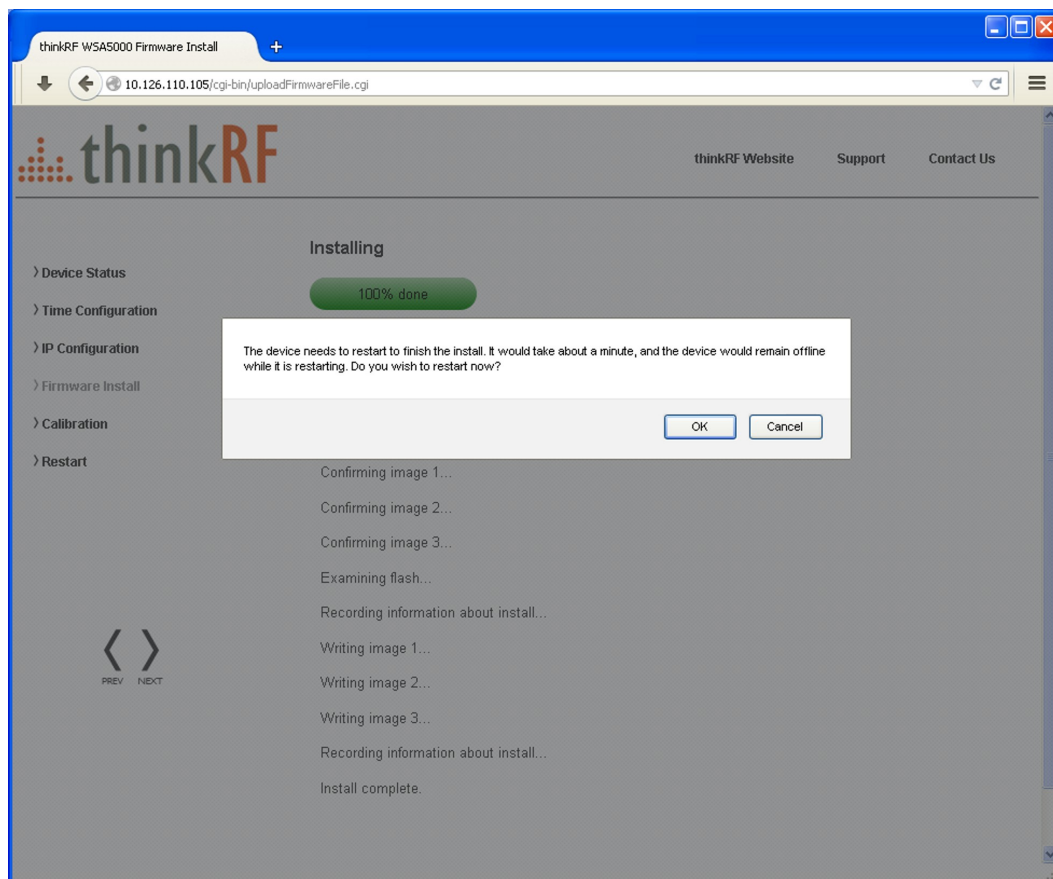 thinkRF WSA5000 Firmware Install
10.126.110.105/cgi-bin/uploadFirmwareFile.cgi
thinkRF
thinkRF Website Support Contact Us
Installing
100% done
Device Status
Time Configuration
IP Configuration
Firmware Install
Calibration
Restart
The device needs to restart to finish the install. It would take about a minute, and the device would remain offline
while it is restarting. Do you wish to restart now?
OK Cancel
Confirming image 1...
Confirming image 2...
Confirming image 3...
Examining flash...
Recording information about install...
Writing image 1...
Writing image 2...
Writing image 3...
Recording information about install...
Install complete.
PREV NEXT